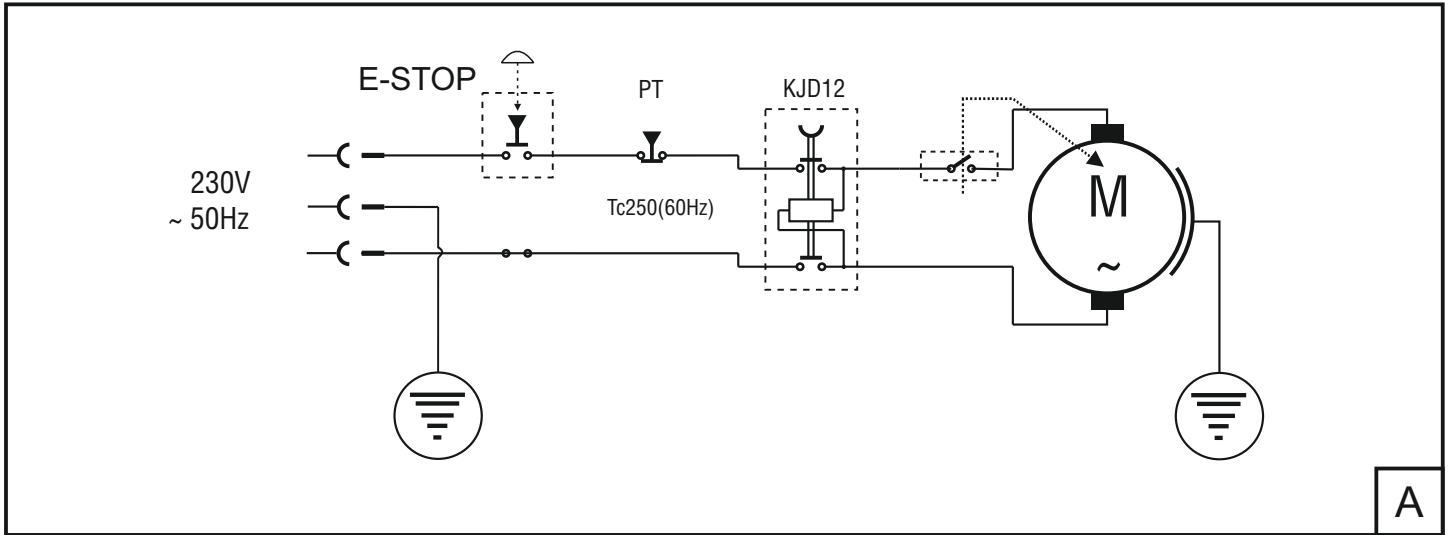 E-STOP
PT
KJD12
230V
~ 50Hz
Tc250(60Hz)
M
~
A